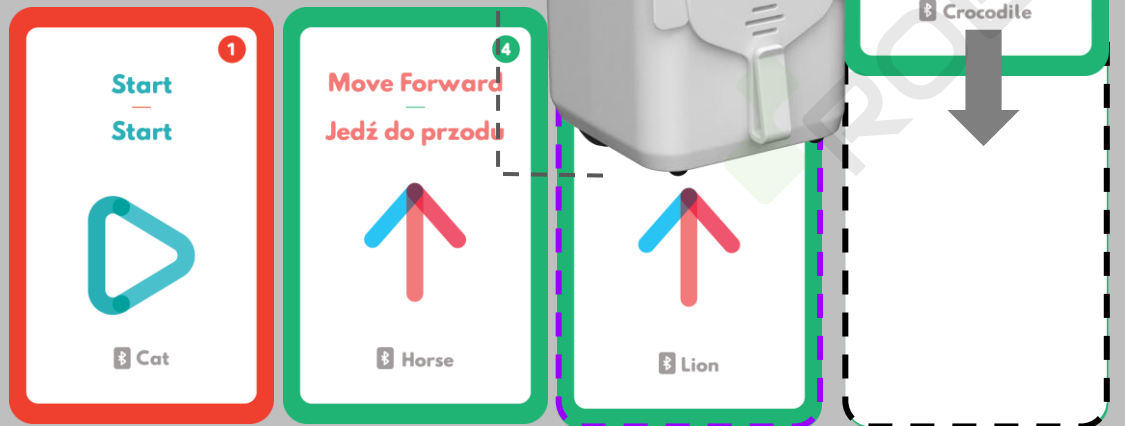 1
Start
Start
Cat
4
Move Forward
Jedź do przodu
Horse
Lion
Crocodile